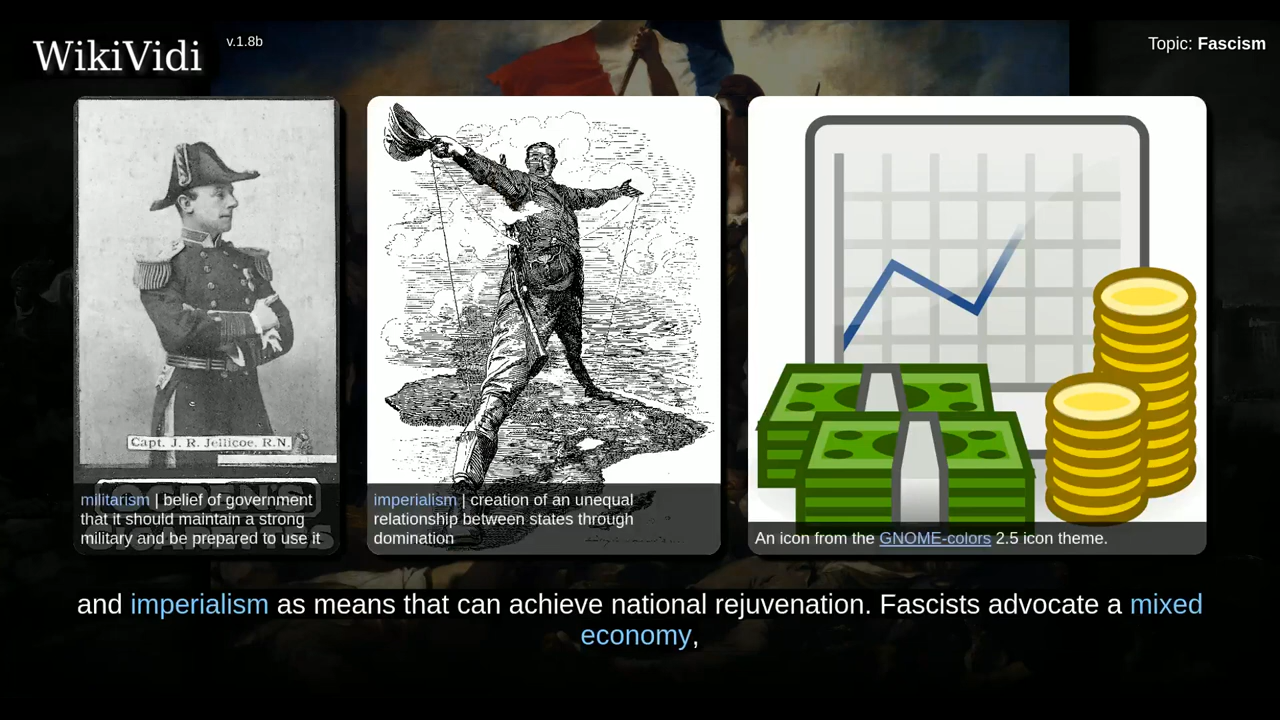 WikiVidi
v.1.8b
Topic: Fascism
Capt. J. R. Jellicoe, R.N.
militarism | belief of government
that it should maintain a strong
military and be prepared to use it
imperialism | creation of an unequal
relationship between states through
domination
An icon from the GNOME-colors 2.5 icon theme.
and imperialism as means that can achieve national rejuvenation. Fascists advocate a mixed
economy,